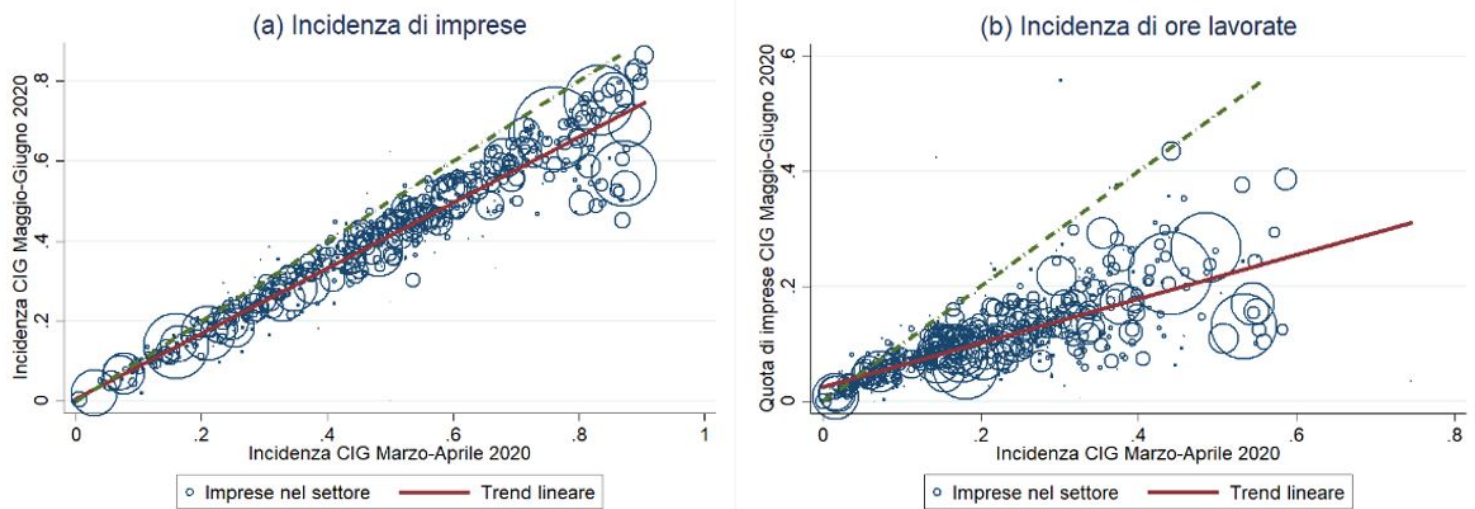 (a) Incidenza di imprese
Incidenza CIG Maggio-Giugno 2020
.8
.6
.4
.2
0
0
.2
.4
.6
.8
1
Incidenza CIG Marzo-Aprile 2020
Imprese nel settore
Trend lineare
(b) Incidenza di ore lavorate
Quota di imprese CIG Maggio-Giugno 2020
.6
.4
.2
0
0
.2
.4
.6
.8
Incidenza CIG Marzo-Aprile 2020
Imprese nel settore
Trend lineare